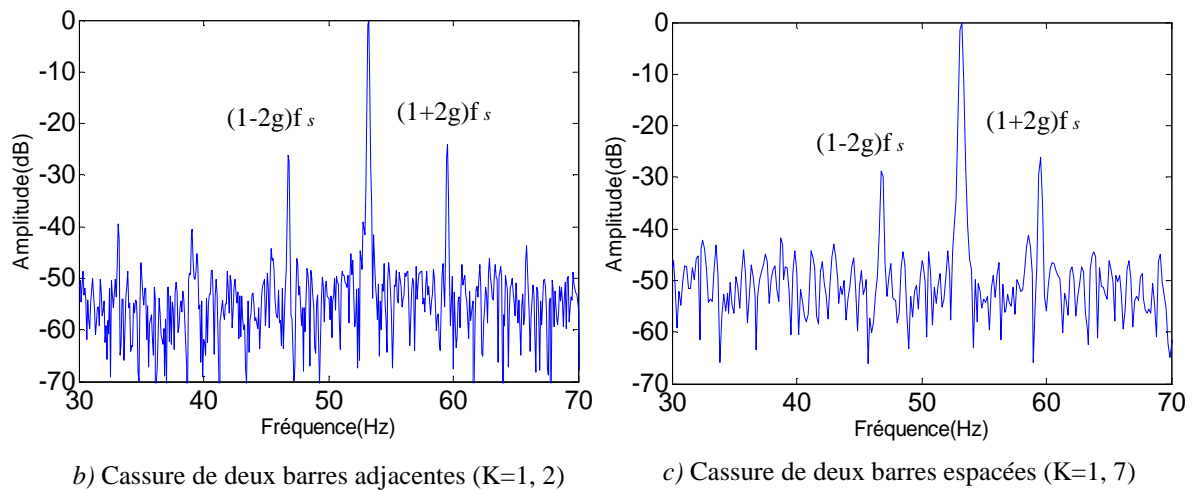 0
-10
-20
-30
-40
-50
-60
-70
30 40 50 60 70
Amplitude(dB)
Fréquence(Hz)
(1-2g)f s
(1+2g)f s
b) Cassure de deux barres adjacentes (K=1, 2)
0
-10
-20
-30
-40
-50
-60
-70
30 40 50 60 70
Amplitude(dB)
Fréquence(Hz)
(1-2g)f s
(1+2g)f s
c) Cassure de deux barres espacées (K=1, 7)